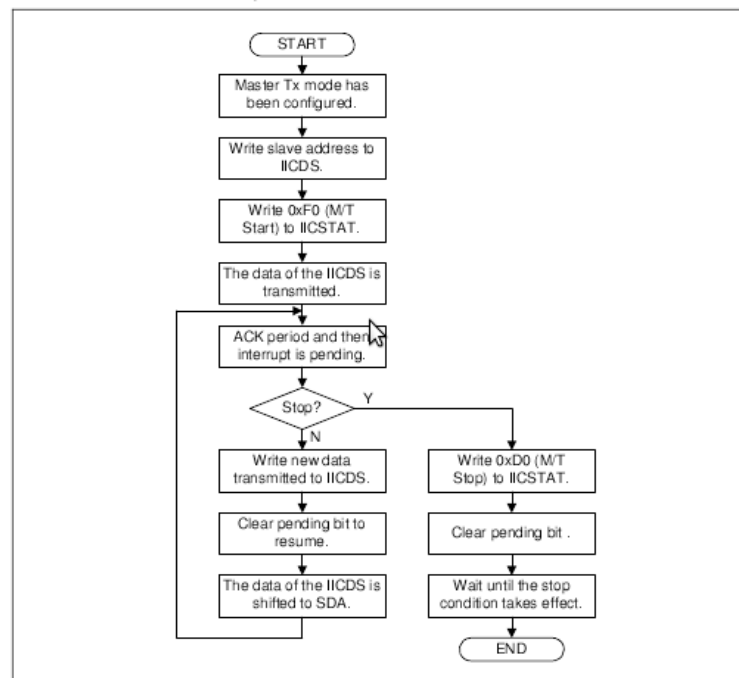 START
Master Tx mode has
been configured.
Write slave address to
IICDS.
Write 0xF0 (M/T
Start) to IICSTAT.
The data of the IICDS is
transmitted.
ACK period and then
interrupt is pending.
Stop?
Y
N
Write new data
transmitted to IICDS.
Clear pending bit to
resume.
The data of the IICDS is
shifted to SDA.
Write 0xD0 (M/T
Stop) to IICSTAT.
Clear pending bit .
Wait until the stop
condition takes effect.
END